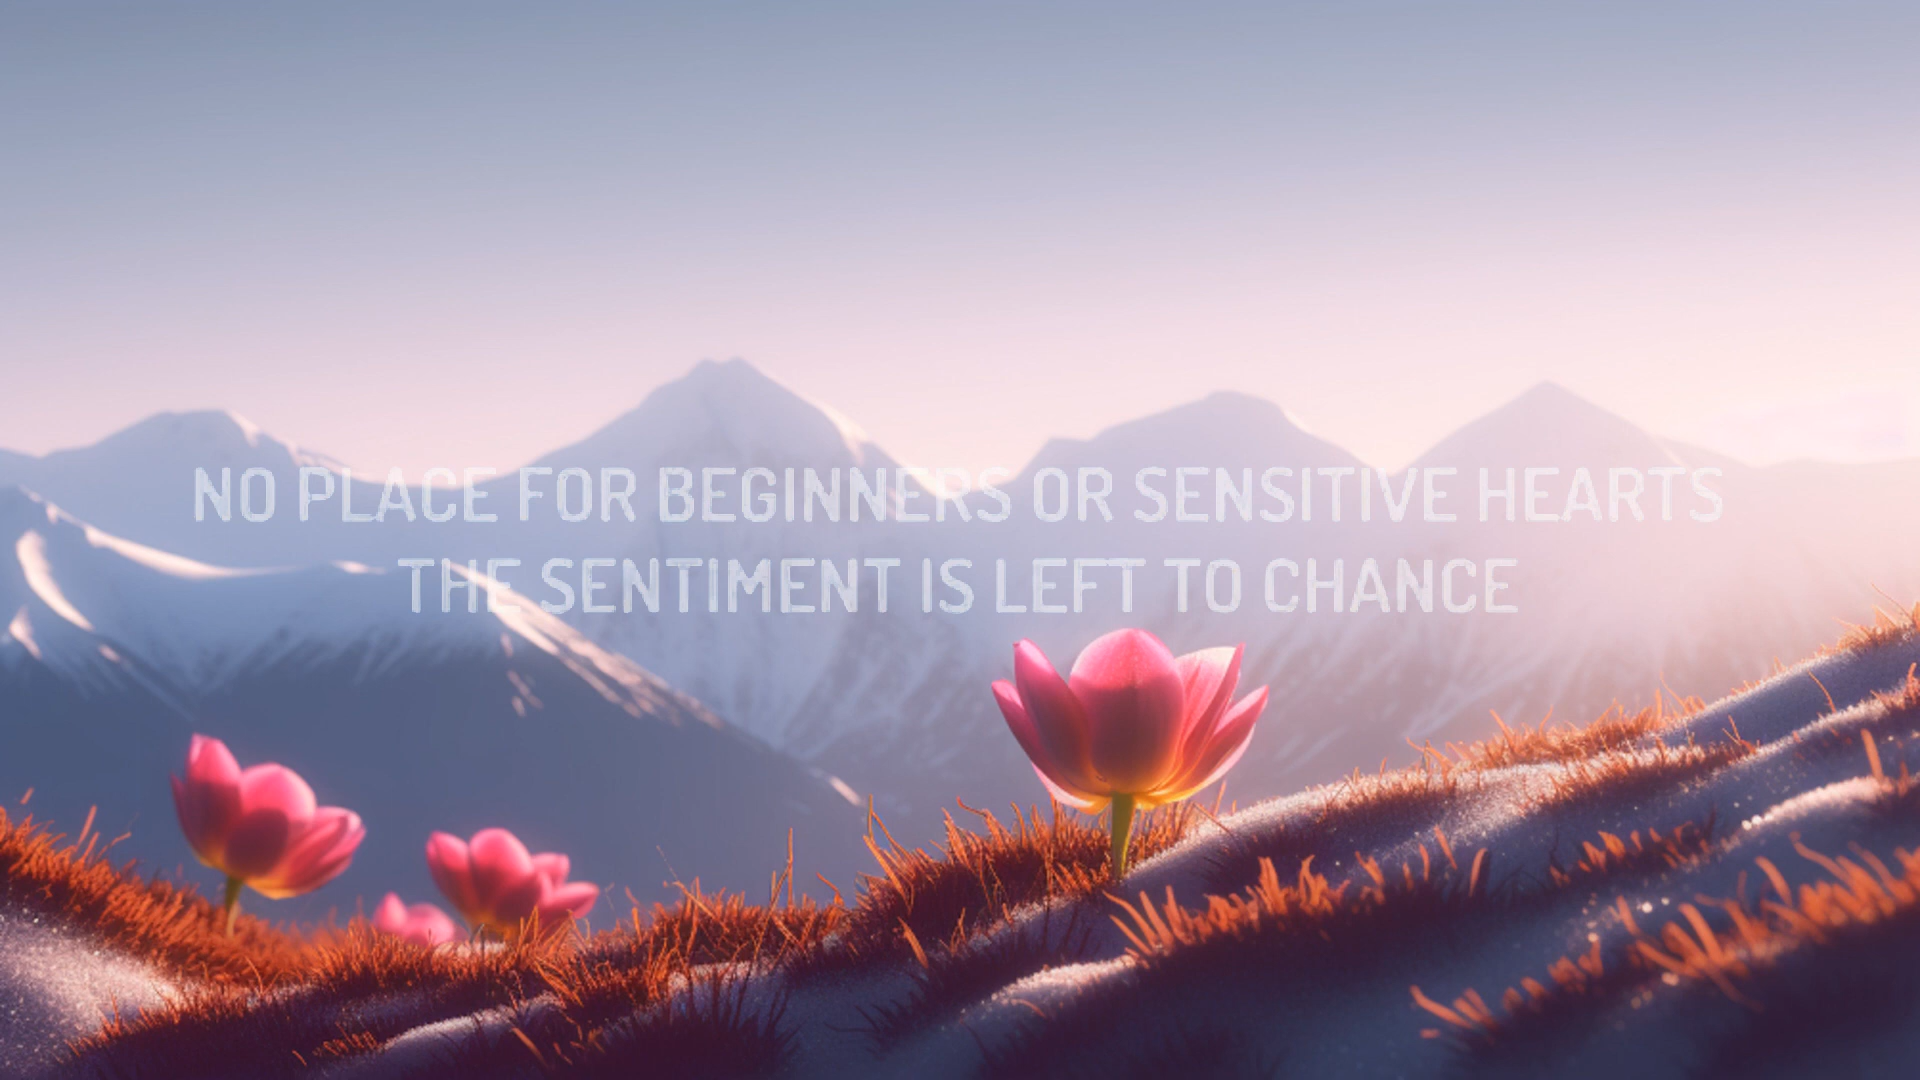 NO PLACE FOR BEGINNERS OR SENSITIVE HEARTS
THE SENTIMENT IS LEFT TO CHANCE